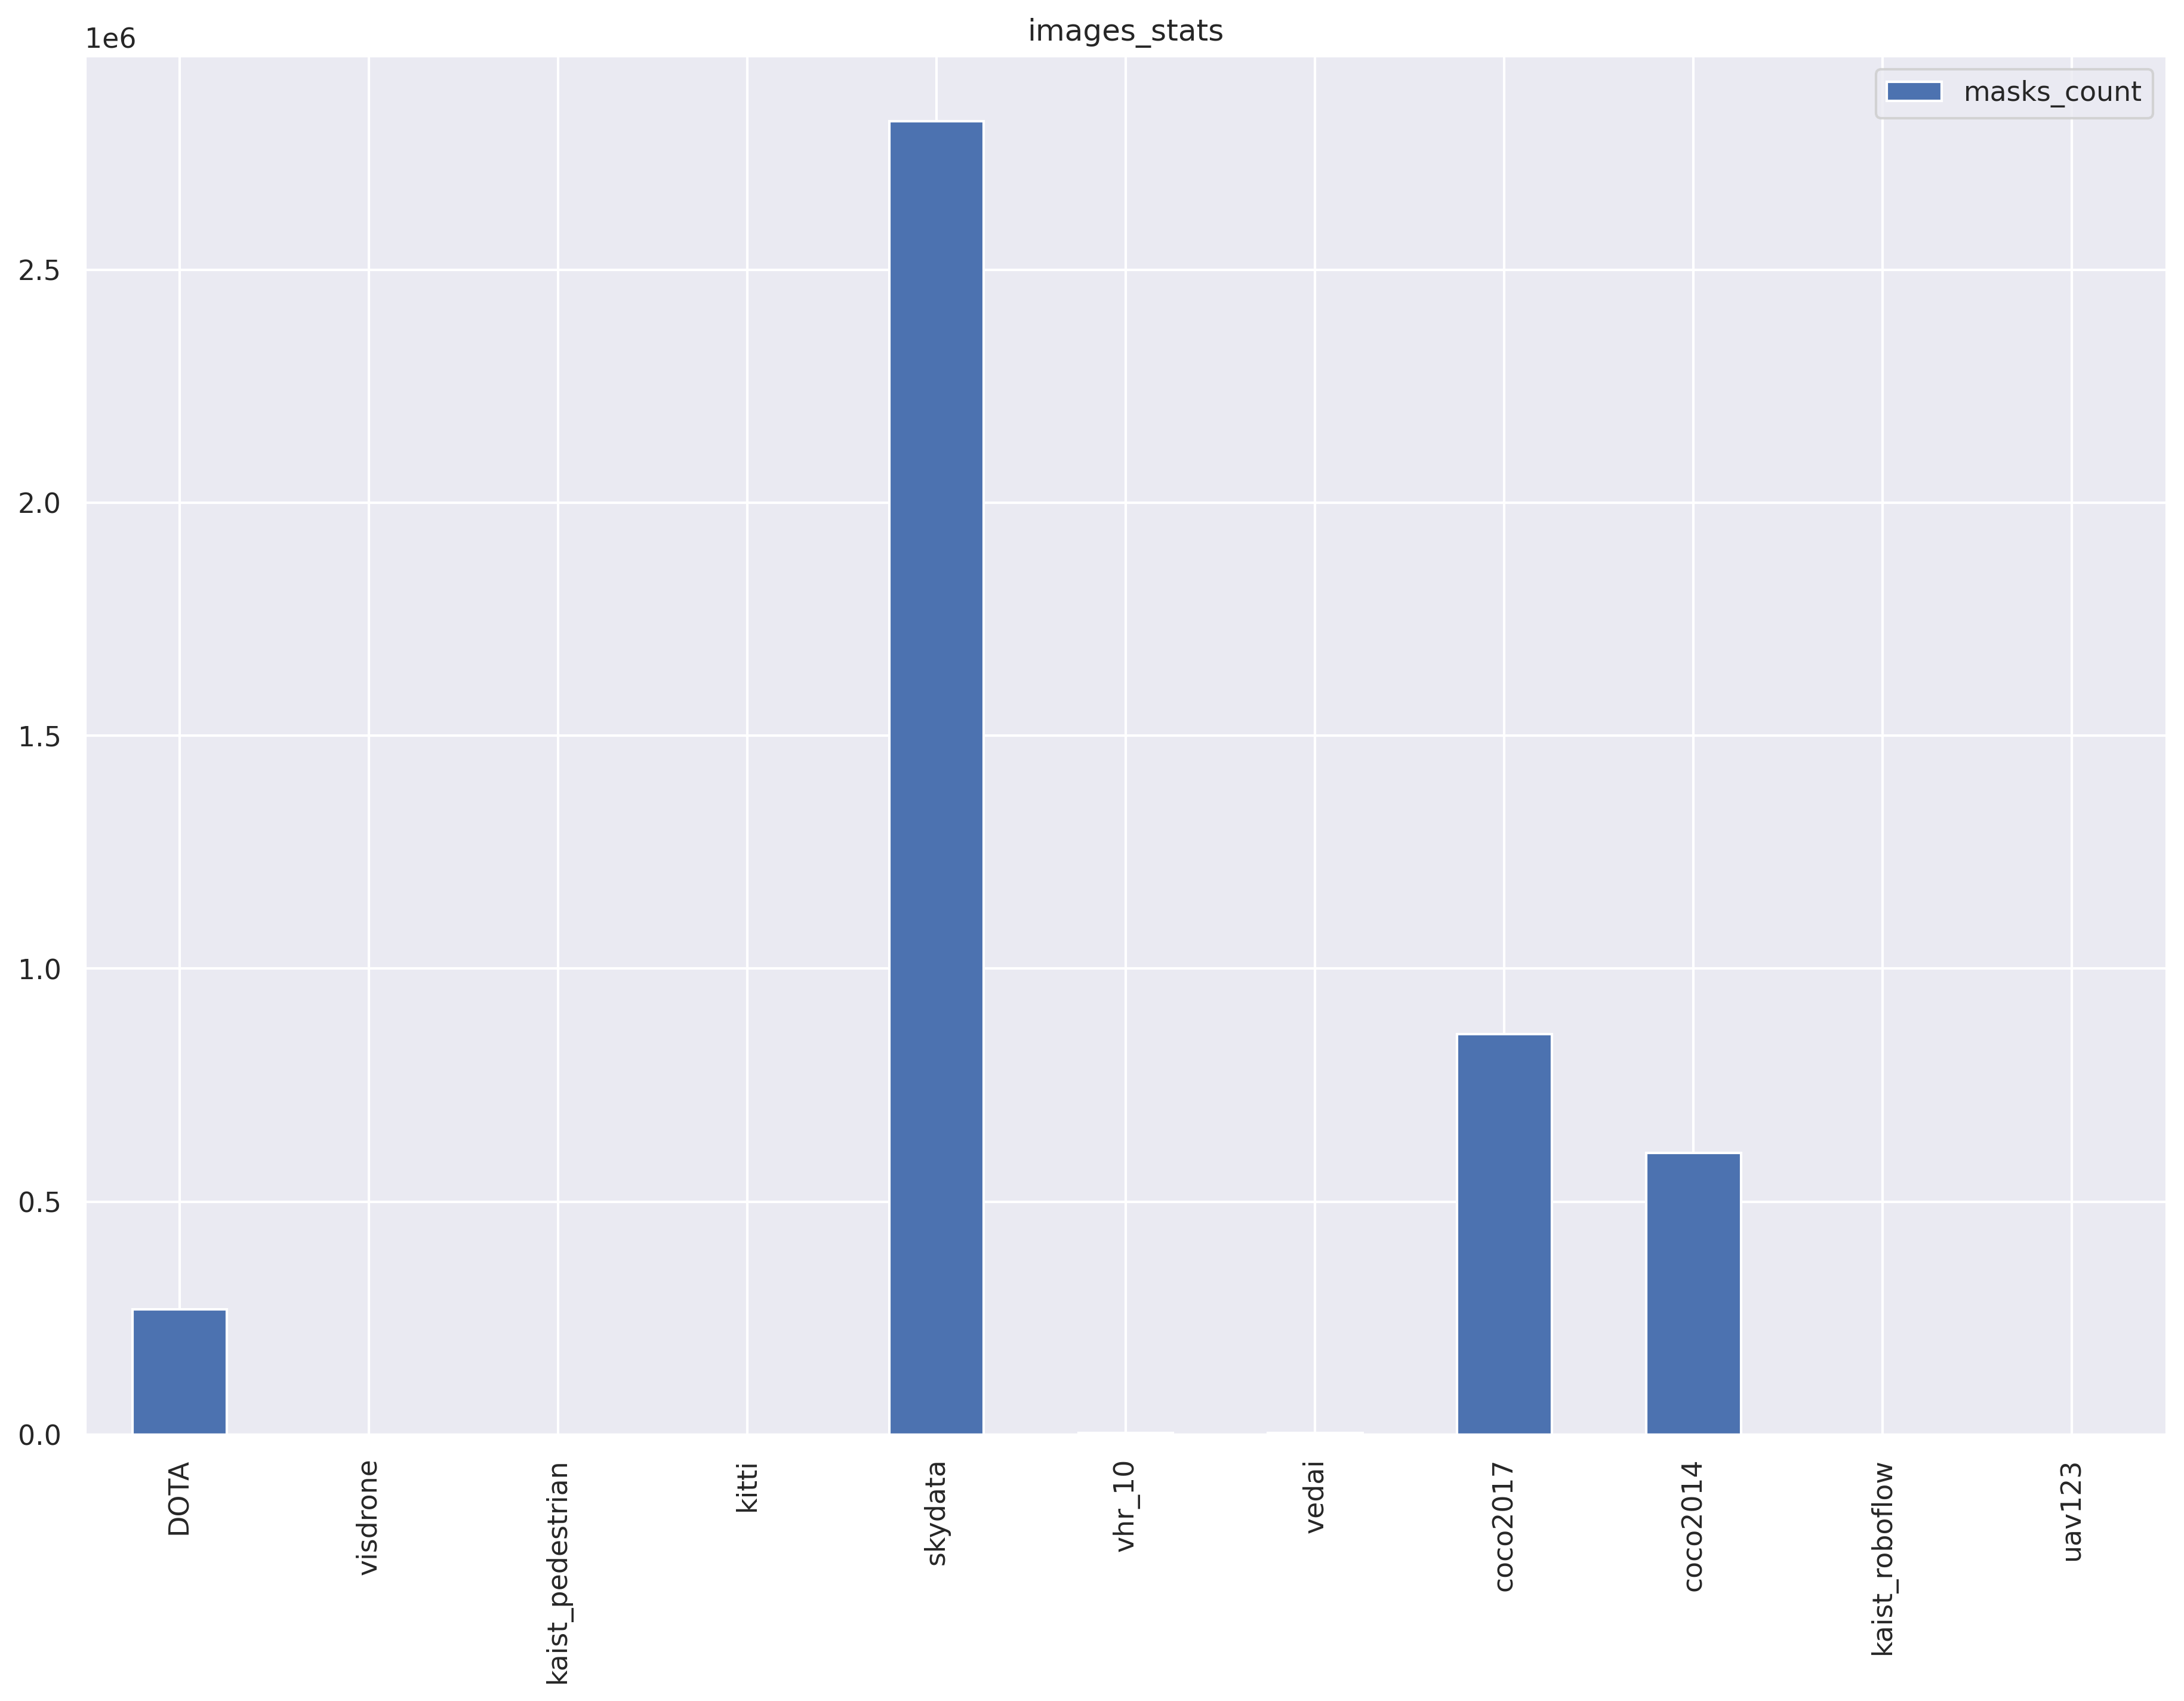 images_stats
1e6
masks_count
2.5
2.0
1.5
1.0
0.5
0.0
DOTA
visdrone
kaist_pedestrian
kitti
skydata
vhr_10
vedai
coco2017
coco2014
kaist_roboflow
uav123